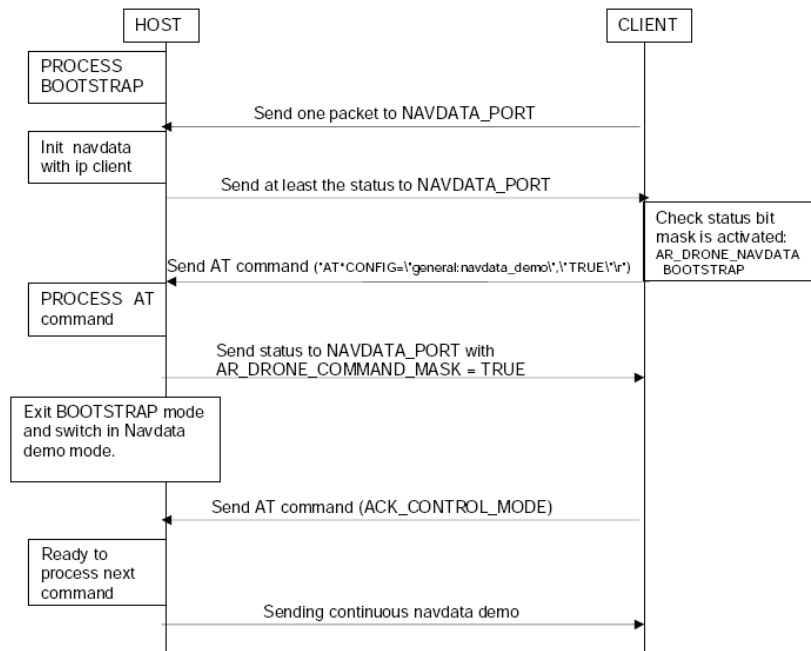 HOST
CLIENT
PROCESS
BOOTSTRAP
Send one packet to NAVDATA_PORT
Init navdata
with ip client
Send at least the status to NAVDATA_PORT
Check status bit
mask is activated:
AR_DRONE_NAVDATA
_BOOTSTRAP
Send AT command ("AT*CONFIG=\"general:navdata_demo\",\"TRUE\"\r")
PROCESS AT
command
Send status to NAVDATA_PORT with
AR_DRONE_COMMAND_MASK = TRUE
Exit BOOTSTRAP mode
and switch in Navdata
demo mode.
Send AT command (ACK_CONTROL_MODE)
Ready to
process next
command
Sending continuous navdata demo